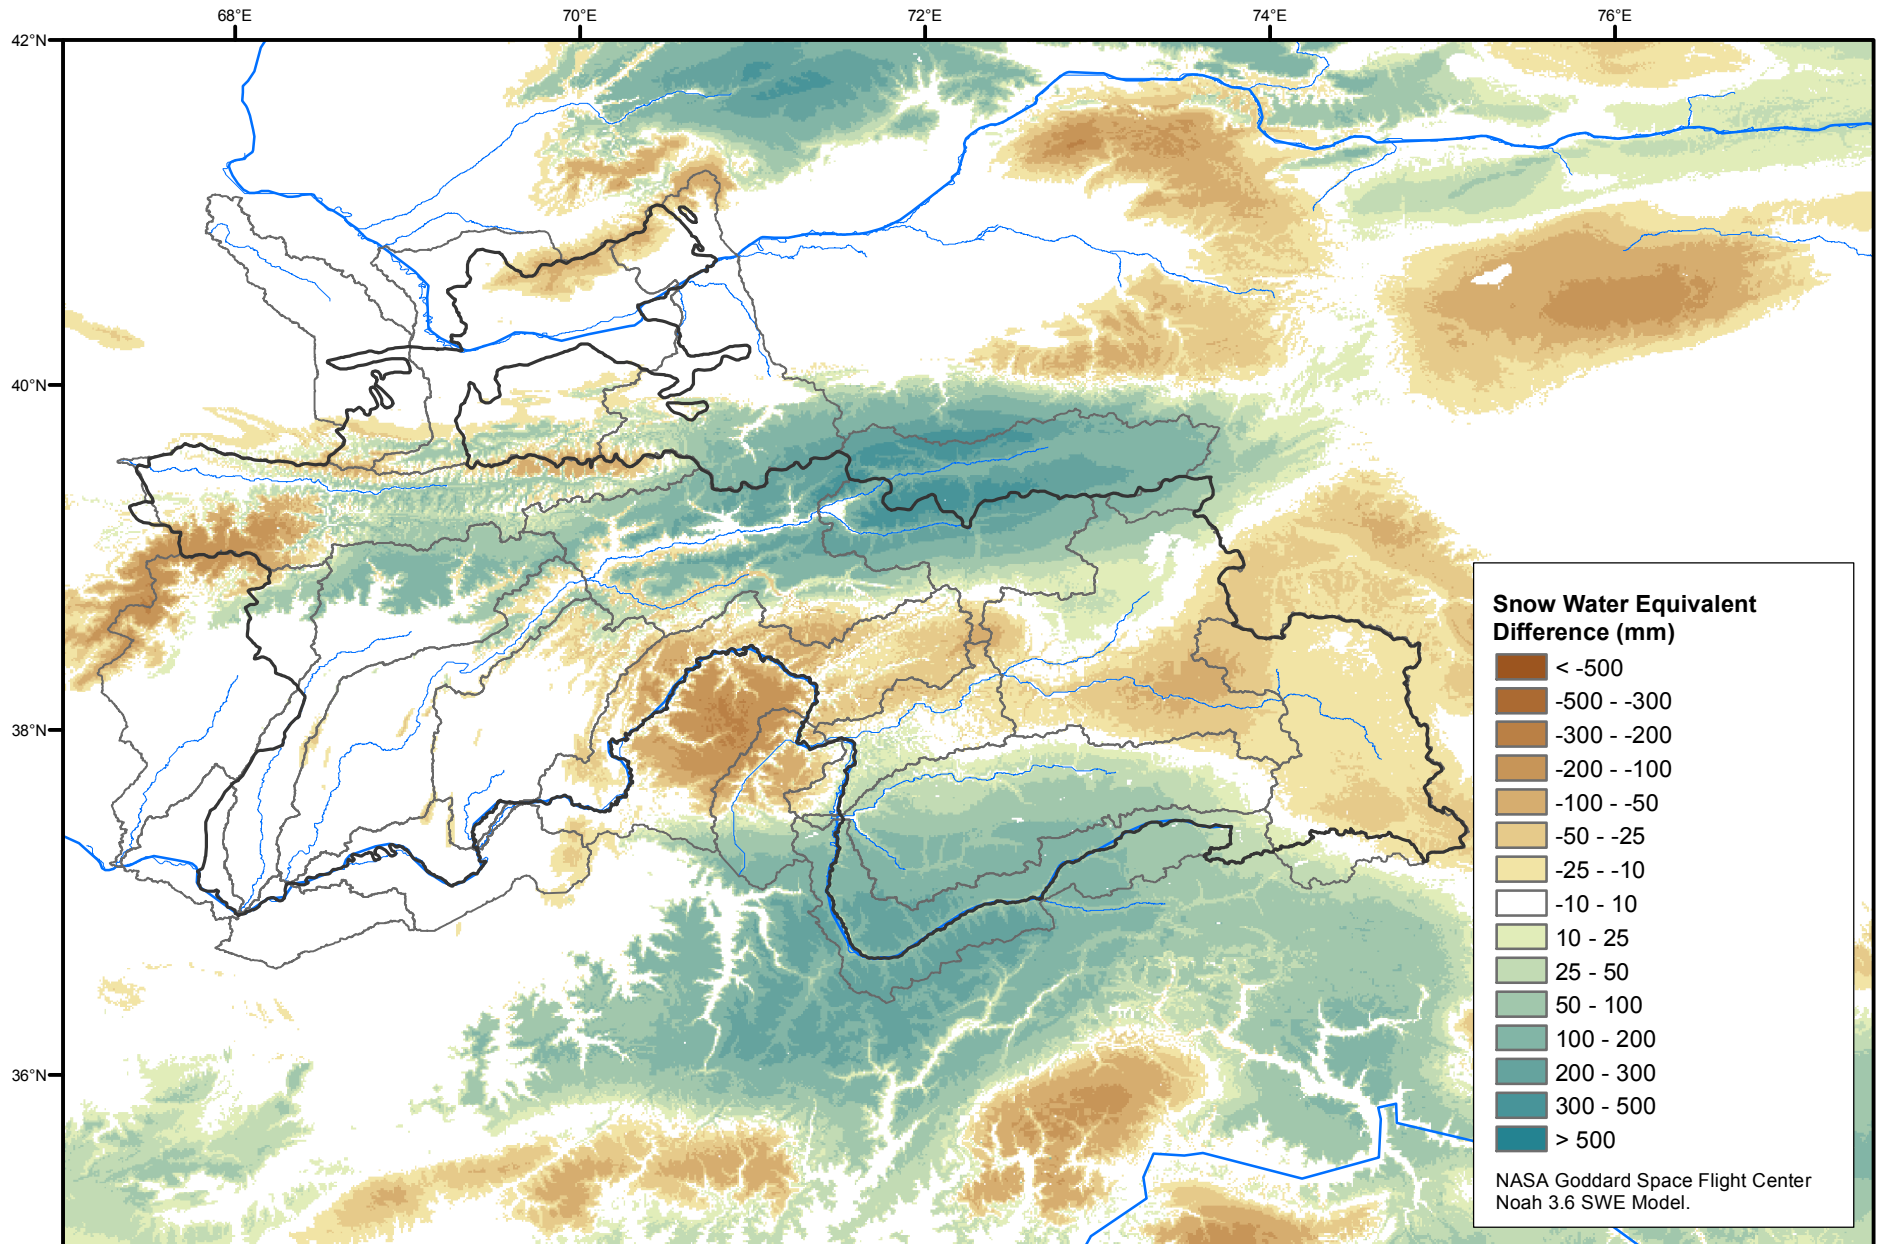 68°E
70°E
72°E
74°E
76°E
42°N
40°N
38°N
36°N
Snow Water Equivalent
Difference (mm)
< -500
-500 - -300
-300 - -200
-200 - -100
-100 - -50
-50 - -25
-25 - -10
-10 - 10
10 - 25
25 - 50
50 - 100
100 - 200
200 - 300
300 - 500
> 500
NASA Goddard Space Flight Center
Noah 3.6 SWE Model.